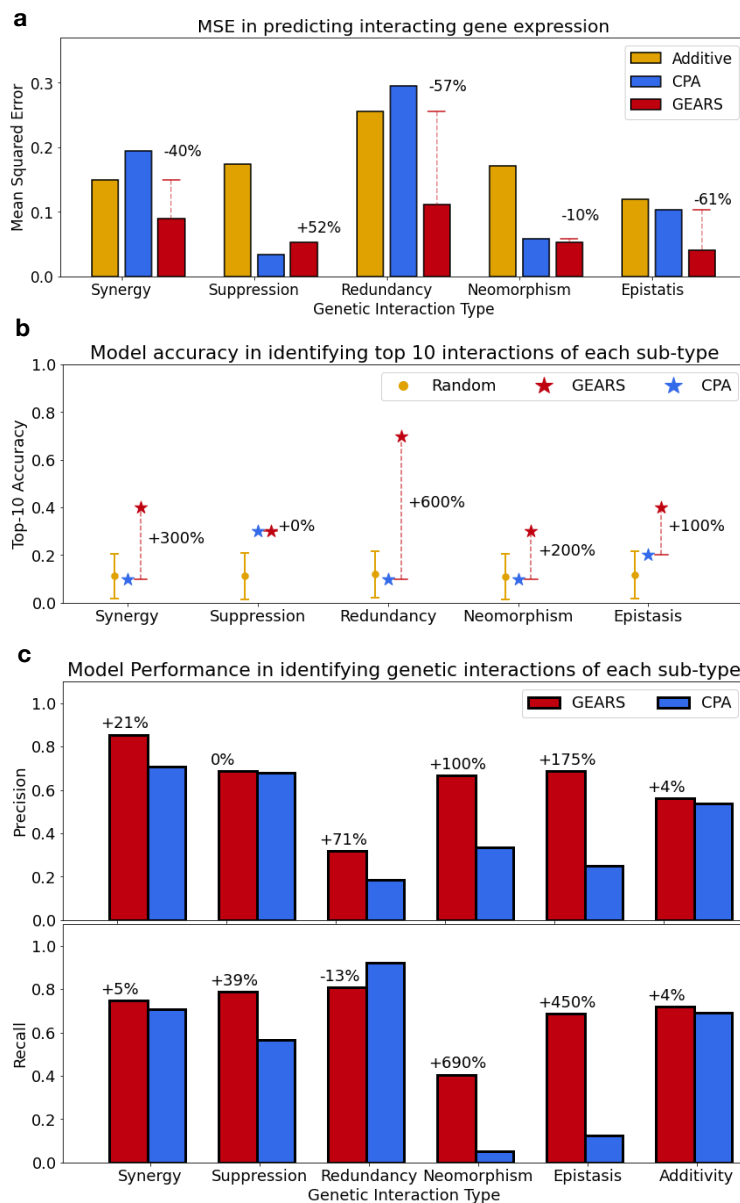 a
MSE in predicting interacting gene expression
Additive
CPA
GEARS
Mean Squared Error
0.3
0.2
0.1
0.0
-40%
+52%
-57%
-10%
-61%
Synergy Suppression Redundancy Neomorphism Epistatis
Genetic Interaction Type
b
Model accuracy in identifying top 10 interactions of each sub-type
Random GEARS CPA
Top-10 Accuracy
1.0
0.8
0.6
0.4
0.2
0.0
+300%
+0%
+600%
+200%
+100%
Synergy Suppression Redundancy Neomorphism Epistasis
c
Model Performance in identifying genetic interactions of each sub-type
GEARS CPA
Precision
1.0
0.8
0.6
0.4
0.2
0.0
+21%
0%
+71%
+100%
+175%
+4%
Recall
1.0
0.8
0.6
0.4
0.2
0.0
+5%
+39%
-13%
+690%
+450%
+4%
Synergy Suppression Redundancy Neomorphism Epistasis Additivity
Genetic Interaction Type